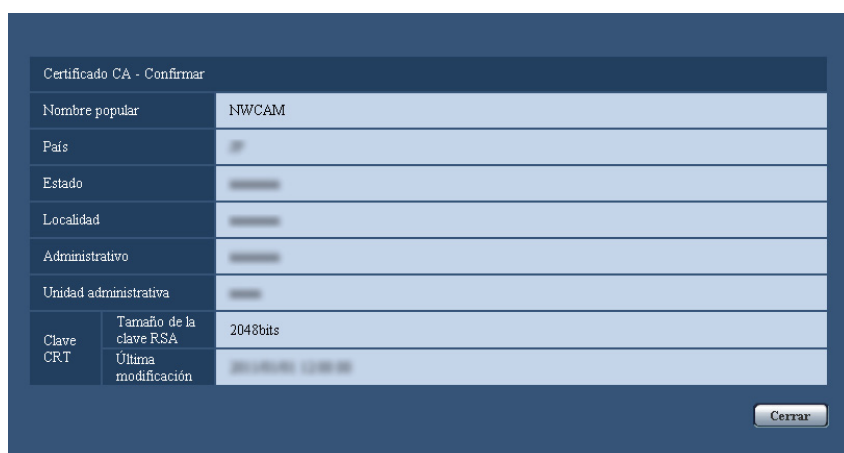 Certificado CA - Confirmar
Nombre popular
NWCAM
País
Estado
Localidad
Administrativo
Unidad administrativa
Clave
CRT
Tamaño de la
clave RSA
2048bits
Última
modificación
Cerrar